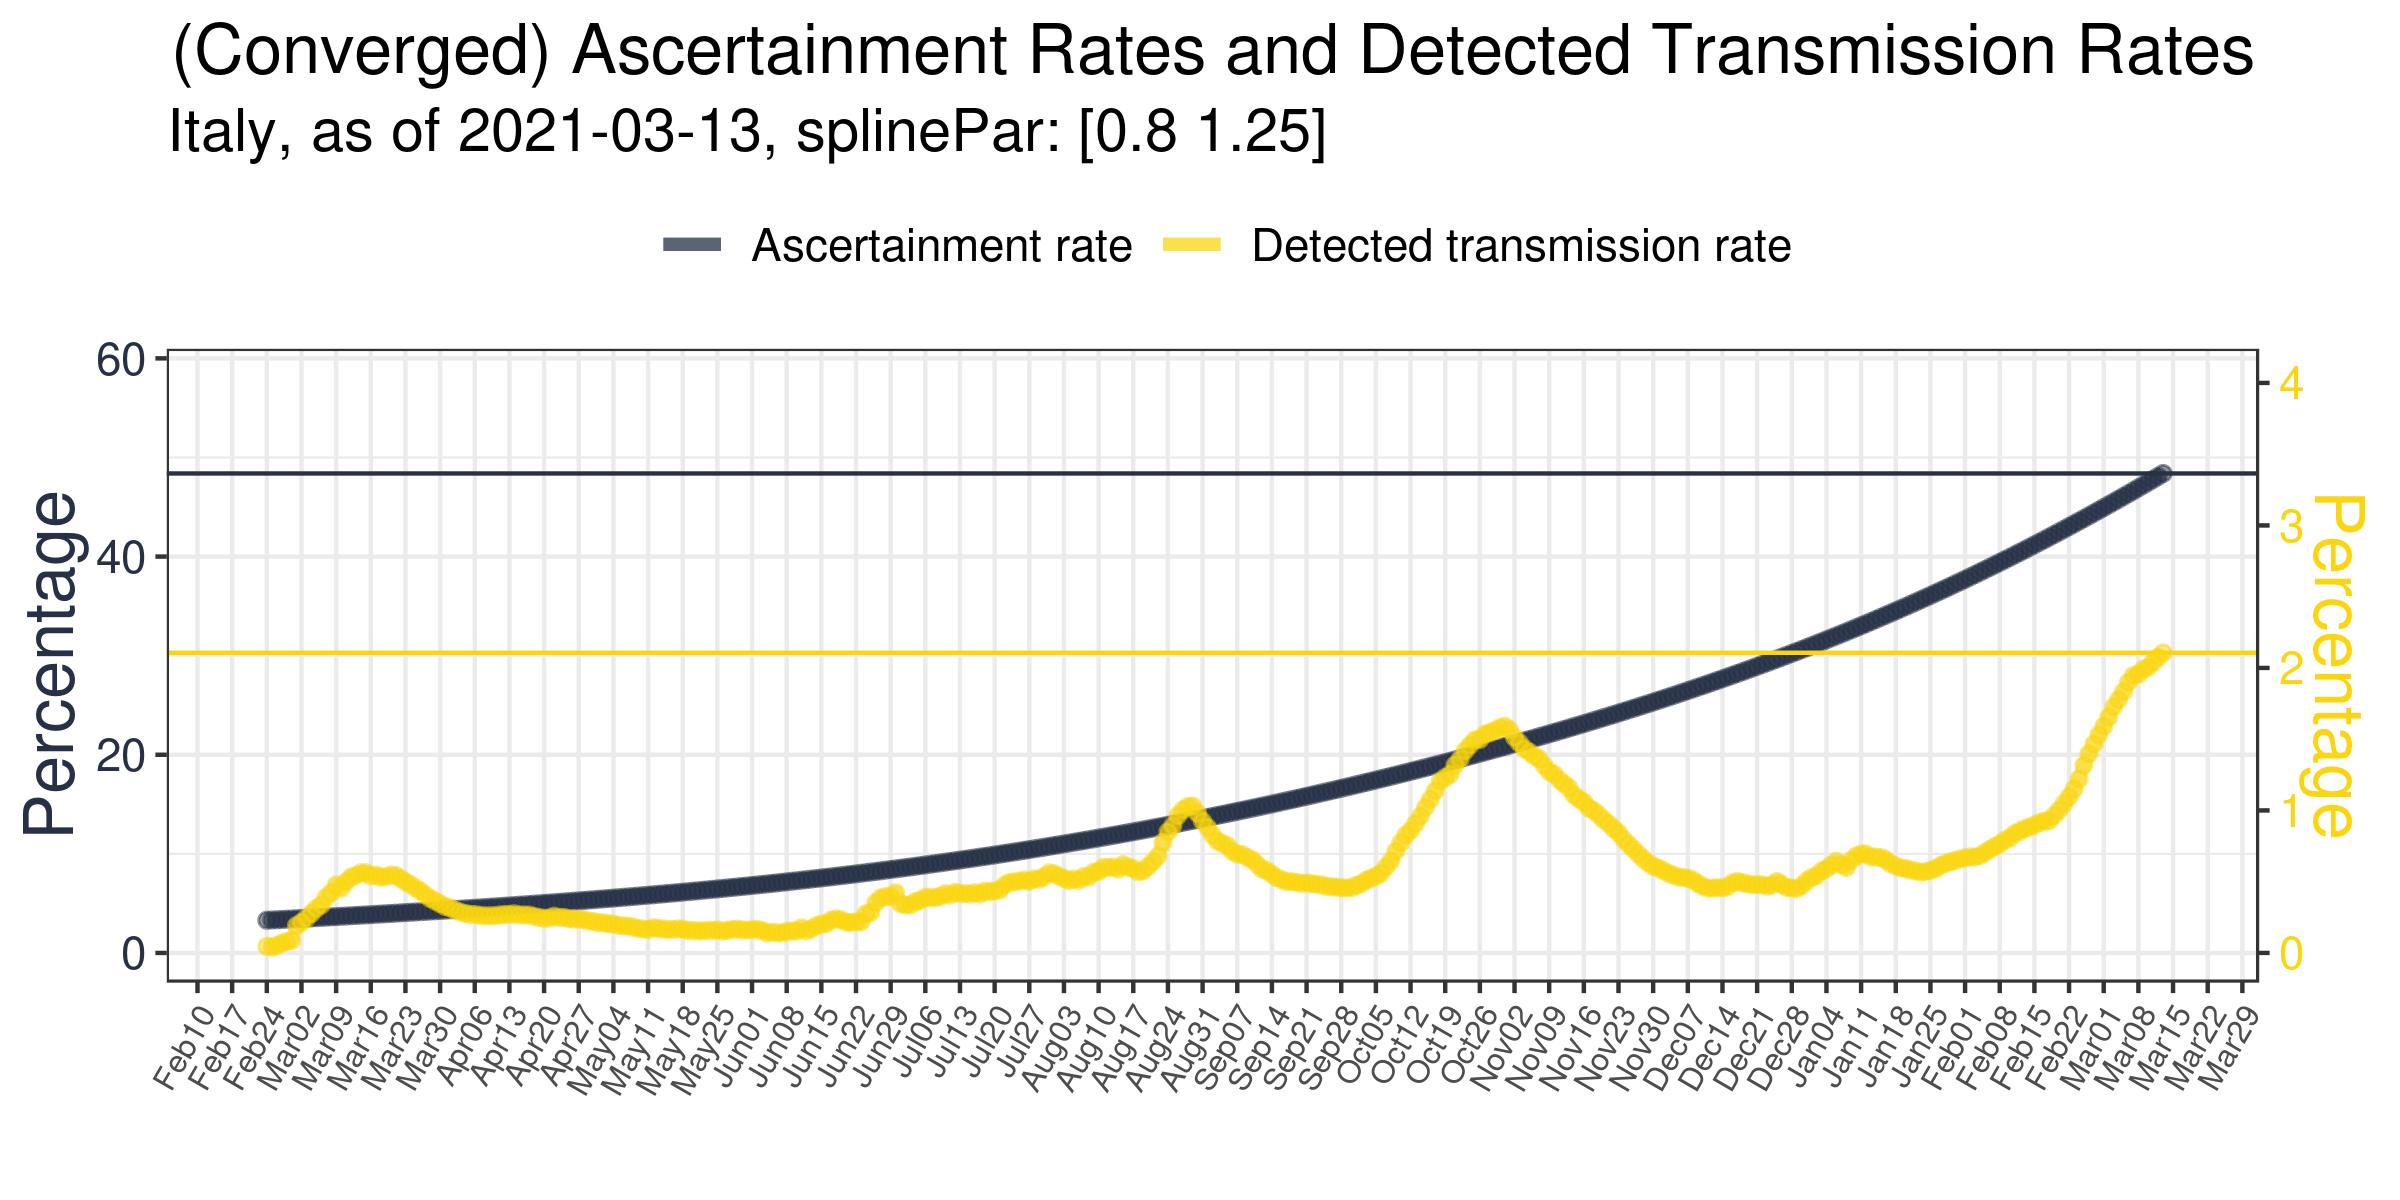 (Converged) Ascertainment Rates and Detected Transmission Rates
Italy, as of 2021-03-13, splinePar: [0.8 1.25]
Ascertainment rate Detected transmission rate
Percentage
60
40
20
0
4
3
2
1
0
Percentage
Feb10 Feb17 Feb24 Mar02 Mar09 Mar16 Mar23 Mar30 Apr06 Apr13 Apr20 Apr27 May04 May11 May18 May25 Jun01 Jun08 Jun15 Jun22 Jun29 Jul06 Jul13 Jul20 Jul27 Aug03 Aug10 Aug17 Aug24 Aug31 Sep07 Sep14 Sep21 Sep28 Oct05 Oct12 Oct19 Oct26 Nov02 Nov09 Nov16 Nov23 Nov30 Dec07 Dec14 Dec21 Dec28 Jan04 Jan11 Jan18 Jan25 Feb01 Feb08 Feb15 Feb22 Mar01 Mar08 Mar15 Mar22 Mar29